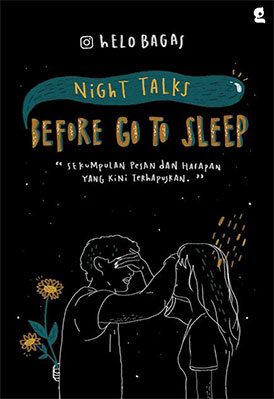 HELO BAGAS
NIGHT TALKS
BEFORE GO TO SLEEP
“ SEKUMPULAN PESAN DAN HARAPAN
YANG KINI TERHAPUSKAN. ”